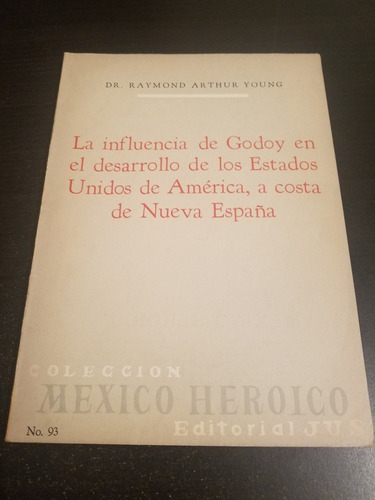 DR. RAYMOND ARTHUR YOUNG
La influencia de Godoy en
el desarrollo de los Estados
Unidos de América, a costa
de Nueva España
COLECCION
MEXICO HEROICO
Editorial JUS
No. 93